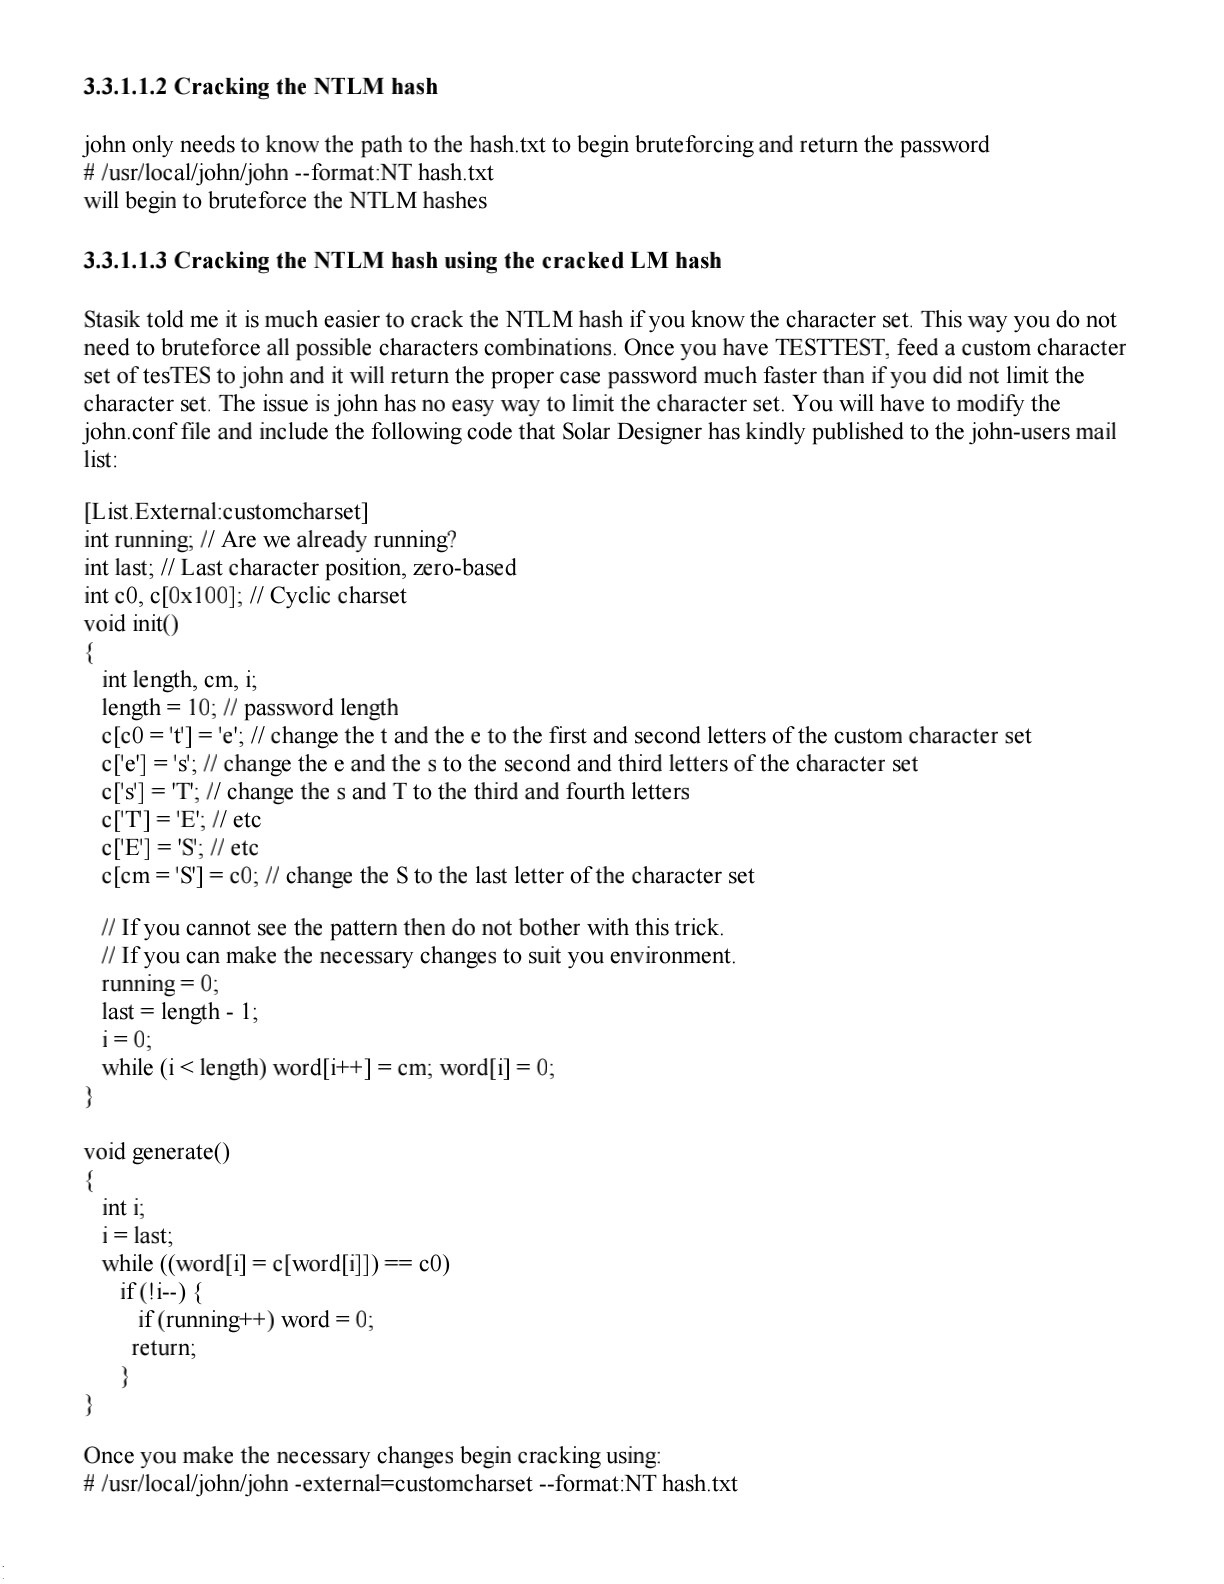 3.3.1.1.2 Cracking the NTLM hash
john only needs to know the path to the hash.txt to begin bruteforcing and return the password
# /usr/local/john/john --format:NT hash.txt
will begin to bruteforce the NTLM hashes
3.3.1.1.3 Cracking the NTLM hash using the cracked LM hash
Stasik told me it is much easier to crack the NTLM hash if you know the character set. This way you do not
need to bruteforce all possible characters combinations. Once you have TESTTEST, feed a custom character
set of tesTES to john and it will return the proper case password much faster than if you did not limit the
character set. The issue is john has no easy way to limit the character set. You will have to modify the
john.conf file and include the following code that Solar Designer has kindly published to the john-users mail
list:
[List.External:customcharset]
int running; // Are we already running?
int last; // Last character position, zero-based
int c0, c[0x100]; // Cyclic charset
void init()
{
int length, cm, i;
length = 10; // password length
c[c0 = 't'] = 'e'; // change the t and the e to the first and second letters of the custom character set
c['e'] = 's'; // change the e and the s to the second and third letters of the character set
c['s'] = 'T'; // change the s and T to the third and fourth letters
c['T'] = 'E'; // etc
c['E'] = 'S'; // etc
c[cm = 'S'] = c0; // change the S to the last letter of the character set
// If you cannot see the pattern then do not bother with this trick.
// If you can make the necessary changes to suit you environment.
running = 0;
last = length - 1;
i = 0;
while (i < length) word[i++] = cm; word[i] = 0;
}
void generate()
{
int i;
i = last;
while ((word[i] = c[word[i]]) == c0)
if (!i--) {
if (running++) word = 0;
return;
}
}
Once you make the necessary changes begin cracking using:
# /usr/local/john/john -external=customcharset --format:NT hash.txt